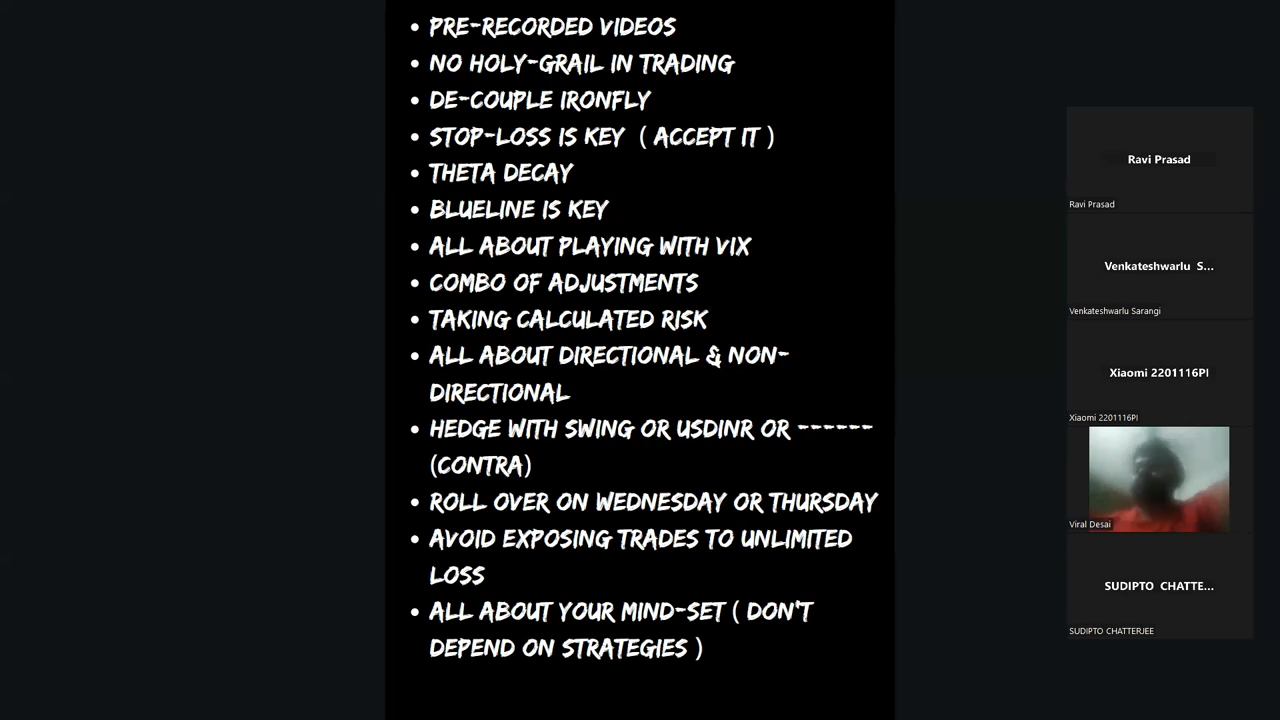 • PRE-RECORDED VIDEOS
• NO HOLY-GRAIL IN TRADING
• DE-COUPLE IRONFLY
• STOP-LOSS IS KEY ( ACCEPT IT )
• THETA DECAY
• BLUELINE IS KEY
• ALL ABOUT PLAYING WITH VIX
• COMBO OF ADJUSTMENTS
• TAKING CALCULATED RISK
• ALL ABOUT DIRECTIONAL & NON-
DIRECTIONAL
• HEDGE WITH SWING OR USDINR OR ------
(CONTRA)
• ROLL OVER ON WEDNESDAY OR THURSDAY
• AVOID EXPOSING TRADES TO UNLIMITED
LOSS
• ALL ABOUT YOUR MIND-SET ( DON'T
DEPEND ON STRATEGIES )
Ravi Prasad
Ravi Prasad
Venkateshwarlu S...
Venkateshwarlu Sarangi
Xiaomi 2201116PI
Xiaomi 2201116PI
Viral Desai
SUDIPTO CHATTE...
SUDIPTO CHATTERJEE